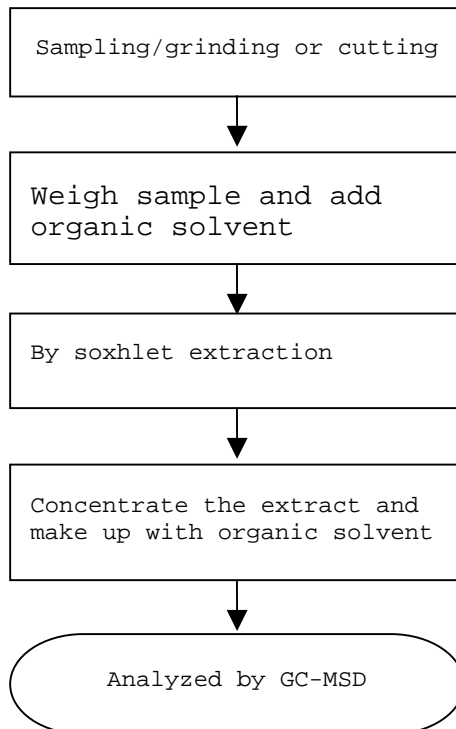 Sampling/grinding or cutting
Weigh sample and add
organic solvent
By soxhlet extraction
Concentrate the extract and
make up with organic solvent
Analyzed by GC-MSD